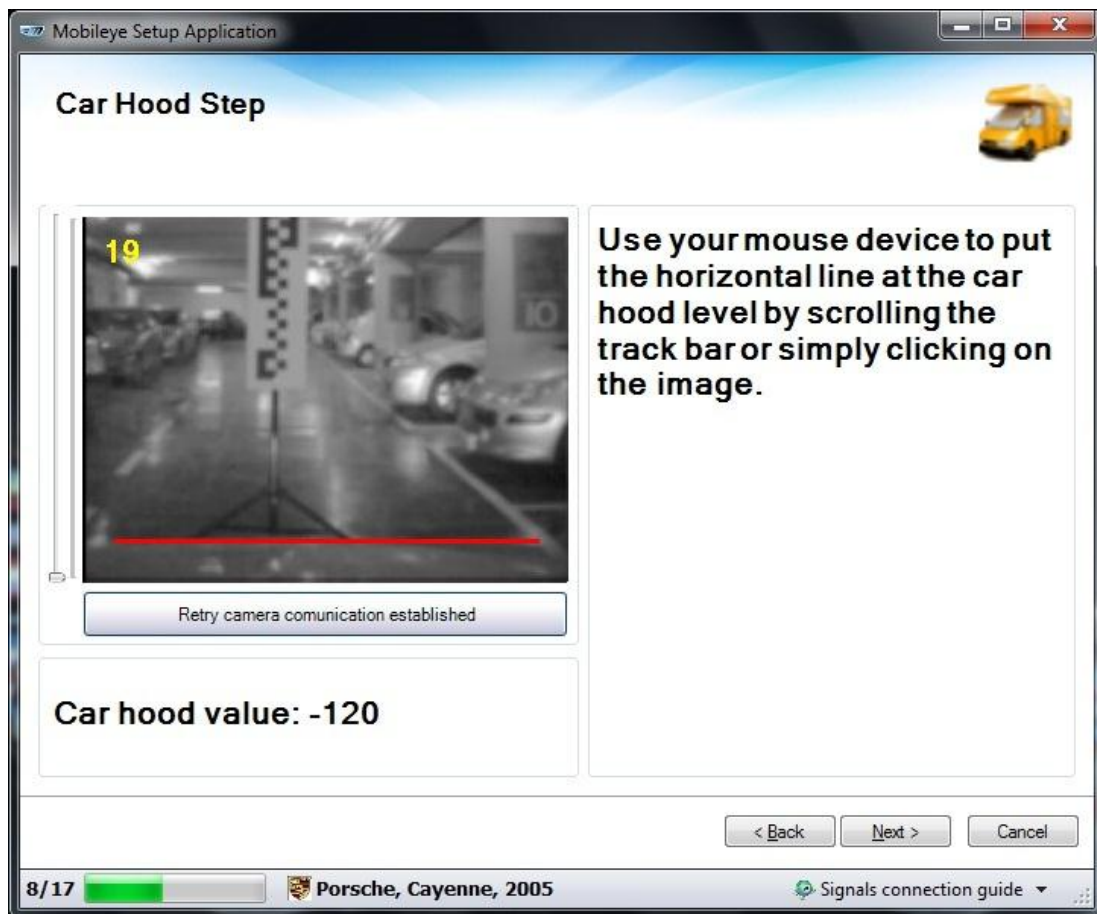 Mobileye Setup Application
Car Hood Step
19
10
Use your mouse device to put
the horizontal line at the car
hood level by scrolling the
track bar or simply clicking on
the image.
Retry camera comunication established
Car hood value: -120
< Back
Next >
Cancel
8/17
Porsche, Cayenne, 2005
Signals connection guide